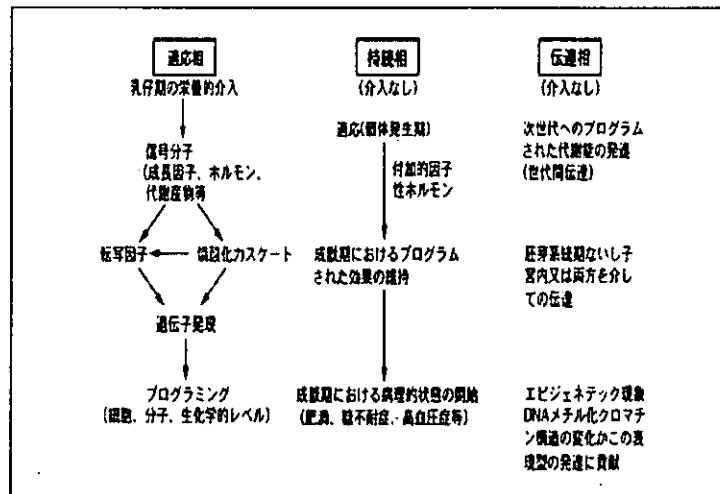 適応相
乳仔期の栄養的介入
信号分子
(成長因子、ホルモン、
代謝産物等)
転写因子
燐酸化カスケート
遺伝子発現
プログラミング
(細胞、分子、生化学的レベル)
持続相
(介入なし)
適応(個体発生期)
付加的因子
性ホルモン
成獣期におけるプログラム
された効果の維持
成獣期における病理的状態の開始
(肥満、糖不耐症、高血圧症等)
伝達相
(介入なし)
次世代へのプログラム
された代謝症の発達
(世代間伝達)
胚芽系統期ないし子
宮内又は両方を介し
ての伝達
エピジェネテック現象
DNAメチル化クロマチ
ン構造の変化かこの表
現型の発達に貢献